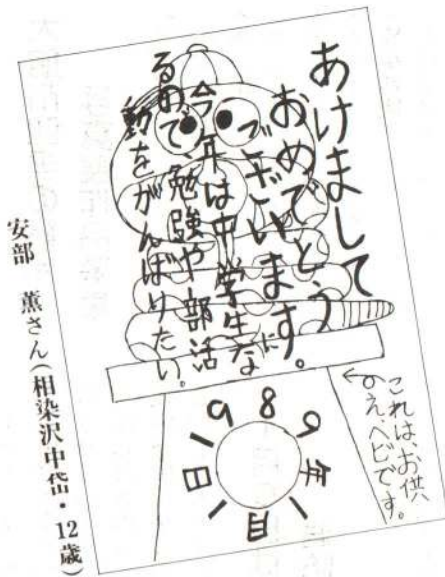 あけまして
おめでとう
ございます。
今年は中学生にな
るので、勉強や部活
動をがんばりたい。
これは、お供
え、ヘビです。
1989年1月1日
安部 薫さん(相染沢中岱・12歳)